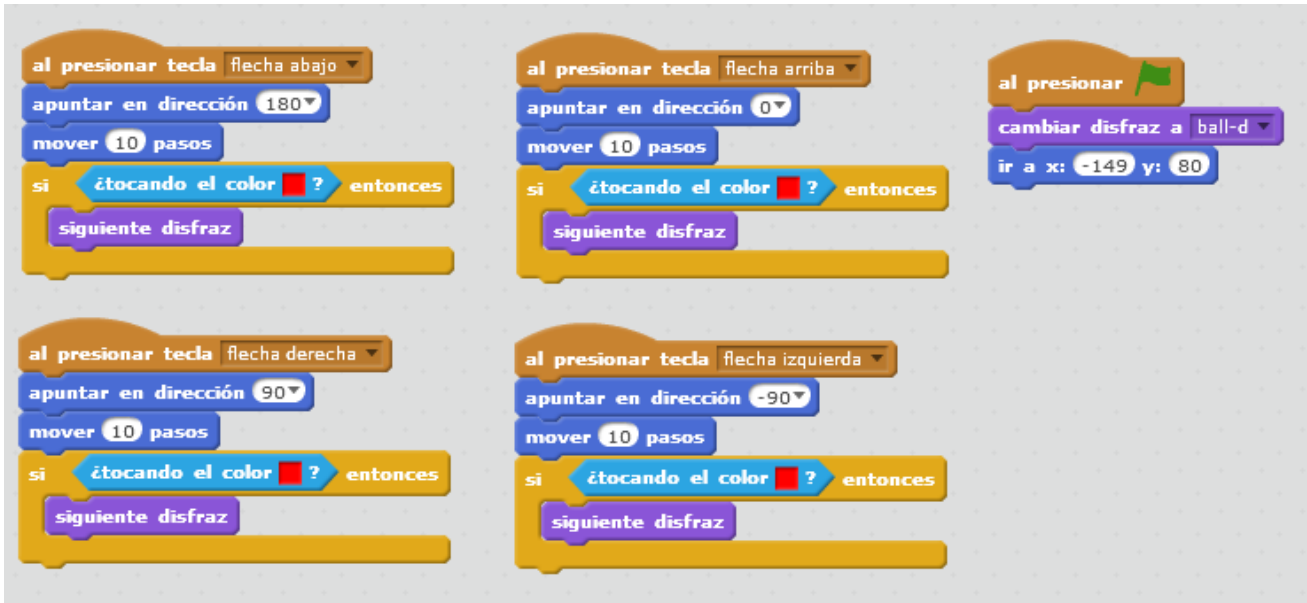 al presionar tecla flecha abajo
apuntar en dirección 180
mover 10 pasos
si ¿tocando el color ? entonces
siguiente disfraz
al presionar tecla flecha arriba
apuntar en dirección 0
mover 10 pasos
si ¿tocando el color ? entonces
siguiente disfraz
al presionar
cambiar disfraz a ball-d
ir a x: -149 y: 80
al presionar tecla flecha derecha
apuntar en dirección 90
mover 10 pasos
si ¿tocando el color ? entonces
siguiente disfraz
al presionar tecla flecha izquierda
apuntar en dirección -90
mover 10 pasos
si ¿tocando el color ? entonces
siguiente disfraz